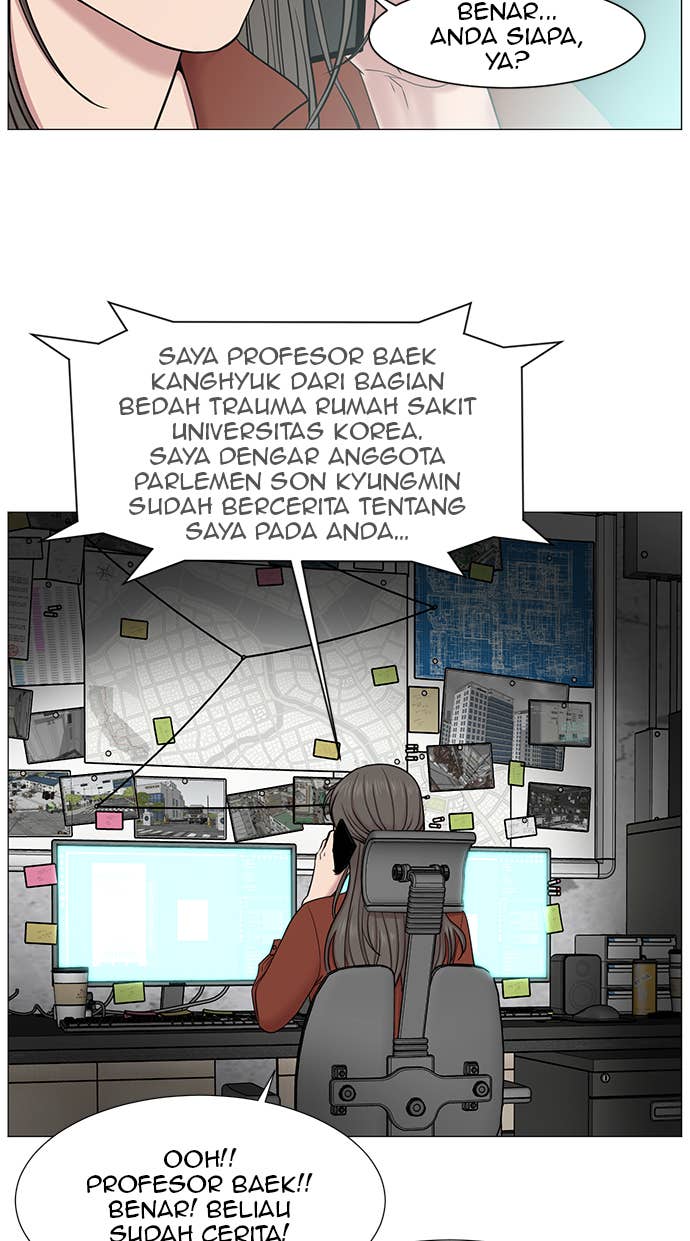 BENAR...
ANDA SIAPA,
YA?
SAYA PROFESOR BAEK
KANGHYUK DARI BAGIAN
BEDAH TRAUMA RUMAH SAKIT
UNIVERSITAS KOREA.
SAYA DENGAR ANGGOTA
PARLEMEN SON KYUNGMIN
SUDAH BERCERITA TENTANG
SAYA PADA ANDA...
OOH!!
PROFESOR BAEK!!
BENAR! BELIAU
SUDAH CERITA!